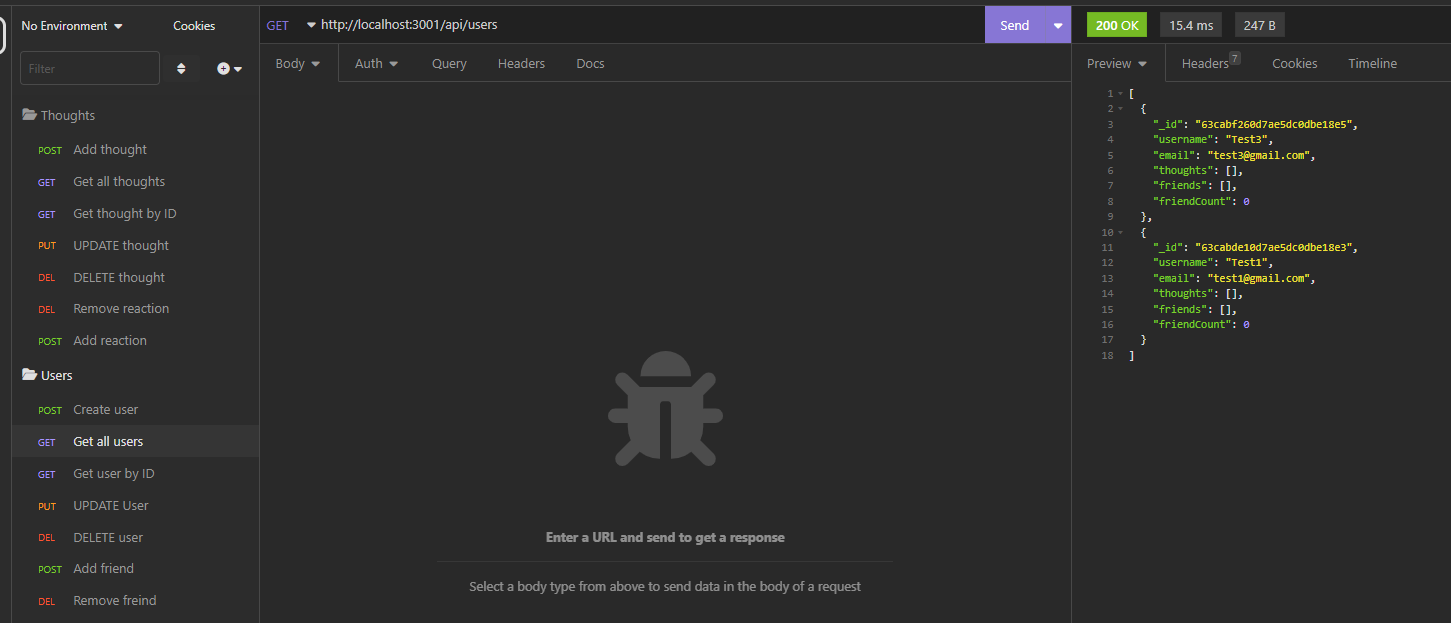 No Environment
Cookies
Filter
Thoughts
POST Add thought
GET Get all thoughts
GET Get thought by ID
PUT UPDATE thought
DEL DELETE thought
DEL Remove reaction
POST Add reaction
Users
POST Create user
GET Get all users
GET Get user by ID
PUT UPDATE User
DEL DELETE user
POST Add friend
DEL Remove freind
GET http://localhost:3001/api/users
Send
Body Auth Query Headers Docs
Enter a URL and send to get a response
Select a body type from above to send data in the body of a request
200 OK 15.4 ms 247 B
Preview Headers 7 Cookies Timeline
1 [
2 {
3 "_id": "63cabf260d7ae5dc0dbe18e5",
4 "username": "Test3",
5 "email": "test3@gmail.com",
6 "thoughts": [],
7 "friends": [],
8 "friendCount": 0
9 },
10 {
11 "_id": "63cabde10d7ae5dc0dbe18e3",
12 "username": "Test1",
13 "email": "test1@gmail.com",
14 "thoughts": [],
15 "friends": [],
16 "friendCount": 0
17 }
18 ]